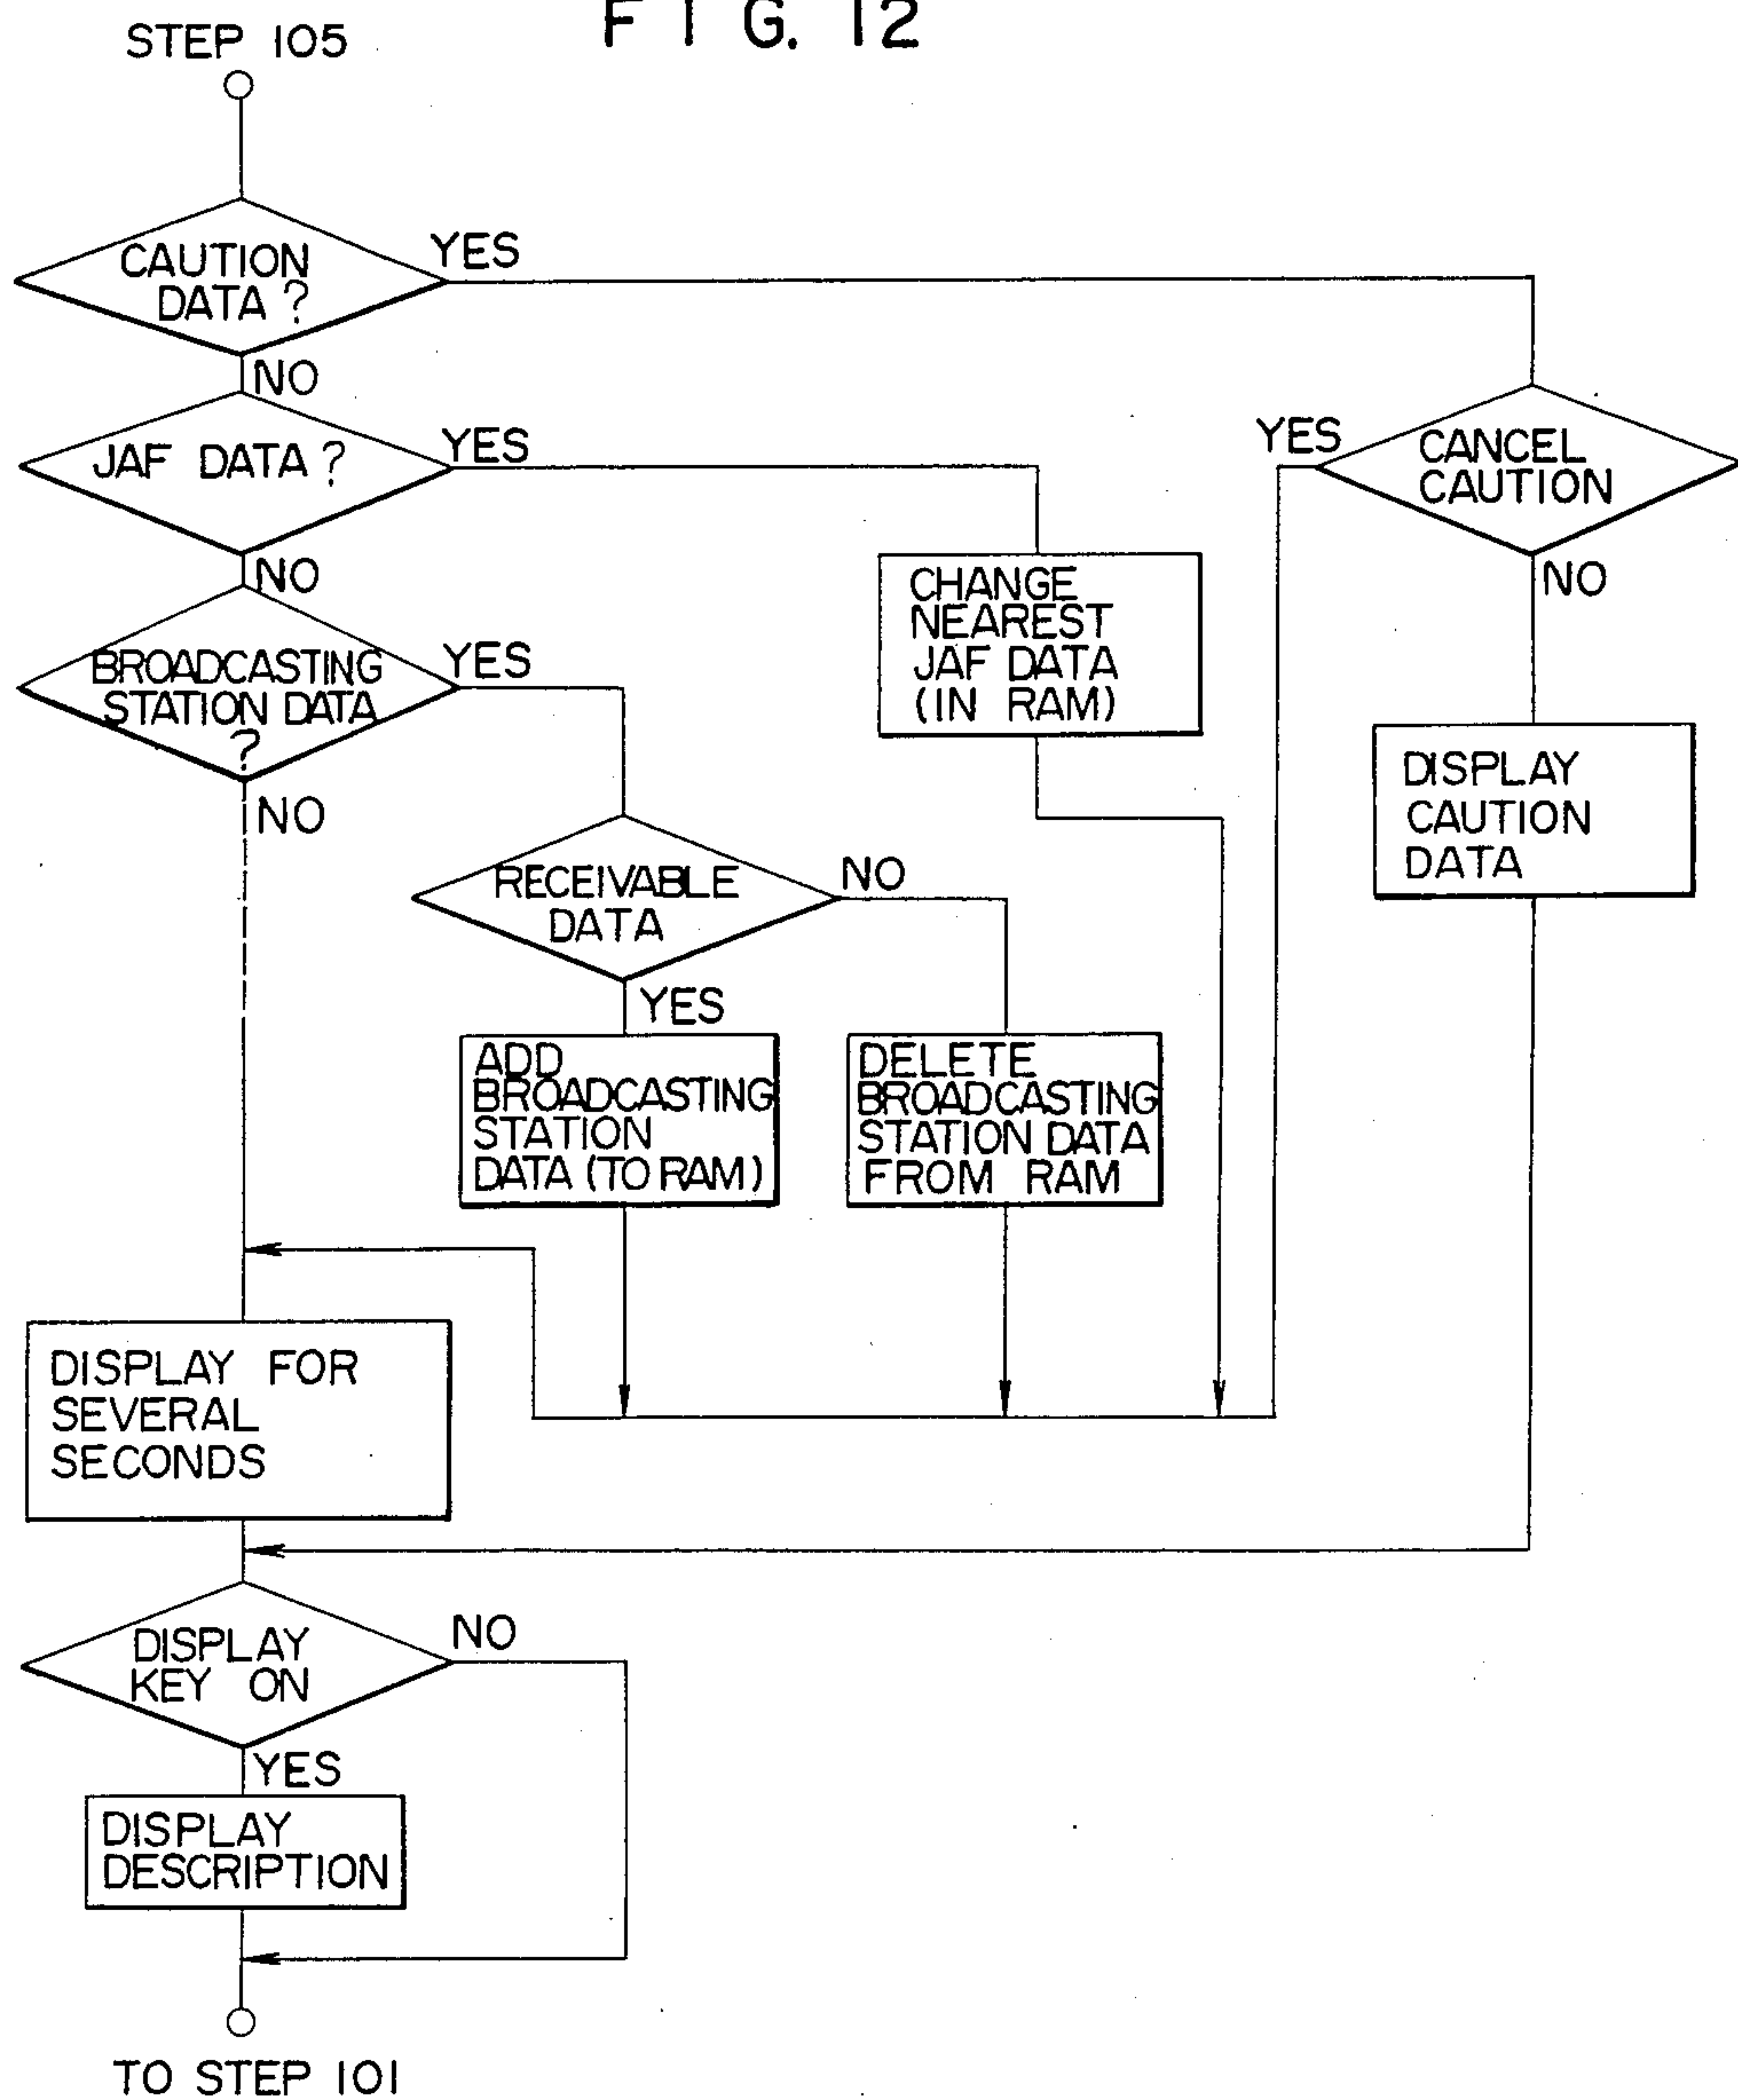 FIG. 12
STEP 105
CAUTION
DATA ?
YES
NO
JAF DATA ?
YES
NO
BROADCASTING
STATION DATA
?
YES
NO
CANCEL
CAUTION
YES
NO
CHANGE
NEAREST
JAF DATA
(IN RAM)
DISPLAY
CAUTION
DATA
RECEIVABLE
DATA
NO
YES
ADD
BROADCASTING
STATION
DATA (TO RAM)
DELETE
BROADCASTING
STATION DATA
FROM RAM
DISPLAY FOR
SEVERAL
SECONDS
DISPLAY
KEY ON
NO
YES
DISPLAY
DESCRIPTION
TO STEP 101